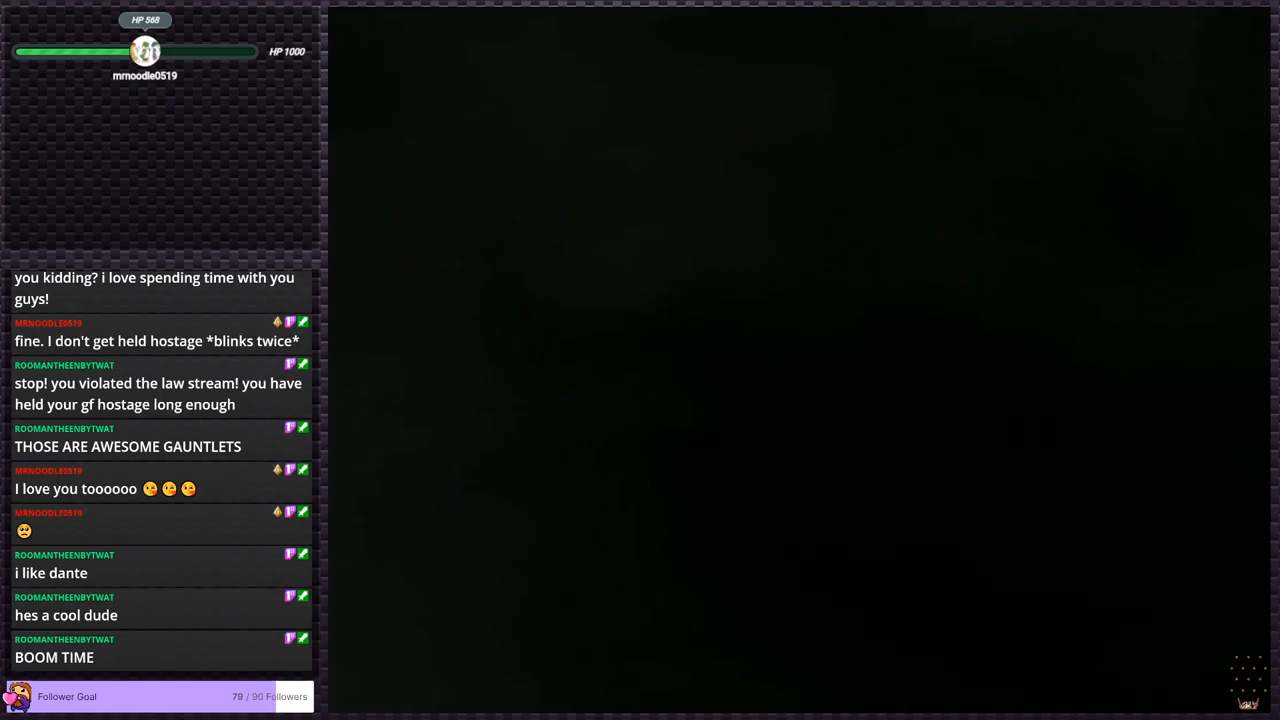 HP 568
HP 1000
mrnoodle0519
you kidding? i love spending time with you
guys!
MRNOODLE0519
fine. I don't get held hostage *blinks twice*
ROOMANTHEENBYTWAT
stop! you violated the law stream! you have
held your gf hostage long enough
ROOMANTHEENBYTWAT
THOSE ARE AWESOME GAUNTLETS
MRNOODLE0519
I love you toooooo 😘 😘 😘
MRNOODLE0519
🥺
ROOMANTHEENBYTWAT
i like dante
ROOMANTHEENBYTWAT
hes a cool dude
ROOMANTHEENBYTWAT
BOOM TIME
Follower Goal 79 / 90 Followers